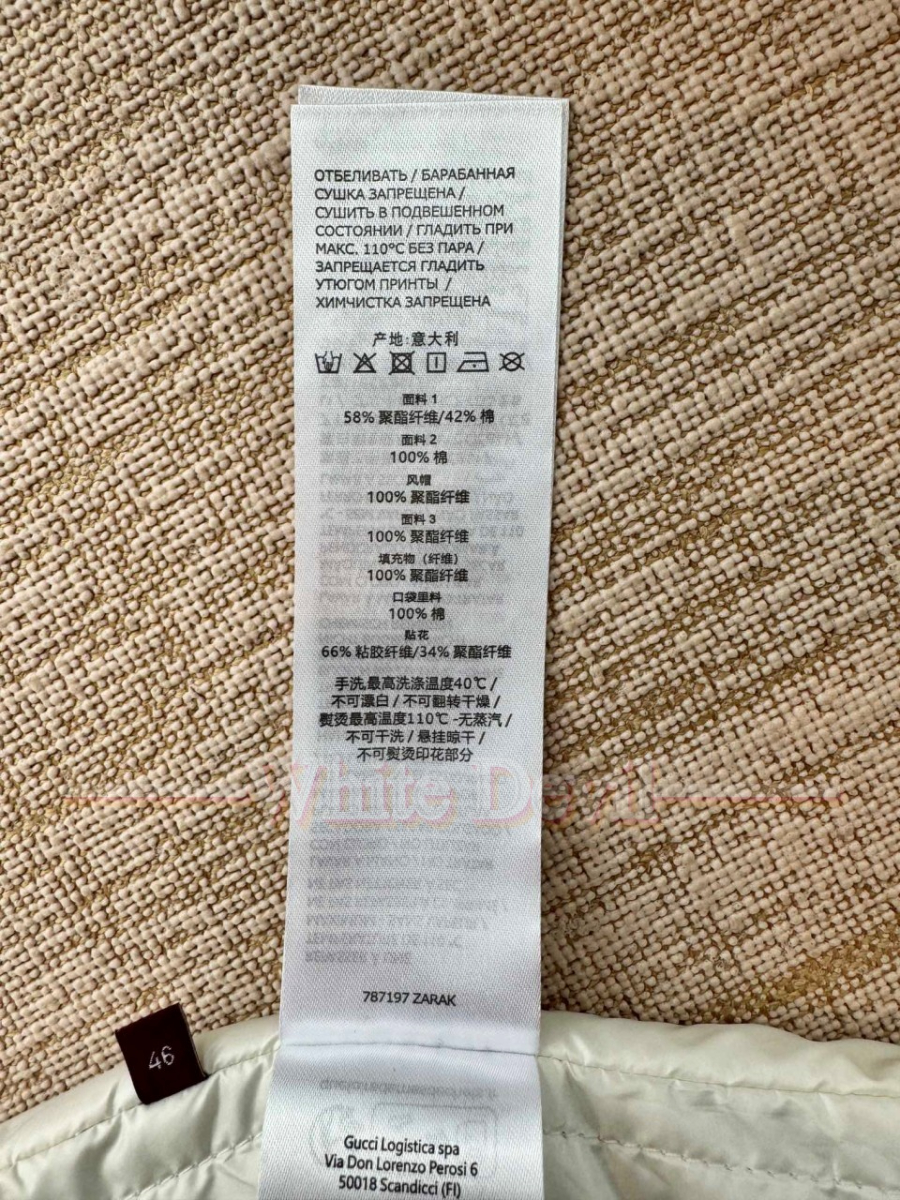 ОТБЕЛИВАТЬ / БАРАБАННАЯ
СУШКА ЗАПРЕЩЕНА /
СУШИТЬ В ПОДВЕШЕННОМ
СОСТОЯНИИ / ГЛАДИТЬ ПРИ
МАКС. 110°C БЕЗ ПАРА /
ЗАПРЕЩАЕТСЯ ГЛАДИТЬ
УТЮГОМ ПРИНТЫ /
ХИМЧИСТКА ЗАПРЕЩЕНА
产地:意大利
面料 1
58% 聚酯纤维/42% 棉
面料 2
100% 棉
风帽
100% 聚酯纤维
面料 3
100% 聚酯纤维
填充物（纤维）
100% 聚酯纤维
口袋里料
100% 棉
贴花
66% 粘胶纤维/34% 聚酯纤维
手洗,最高洗涤温度40℃ /
不可漂白 / 不可翻转干燥 /
熨烫最高温度110℃ -无蒸汽 /
不可干洗 / 悬挂晾干 /
不可熨烫印花部分
White Devil
787197 ZARAK
46
Gucci Logistica spa
Via Don Lorenzo Perosi 6
50018 Scandicci (FI)